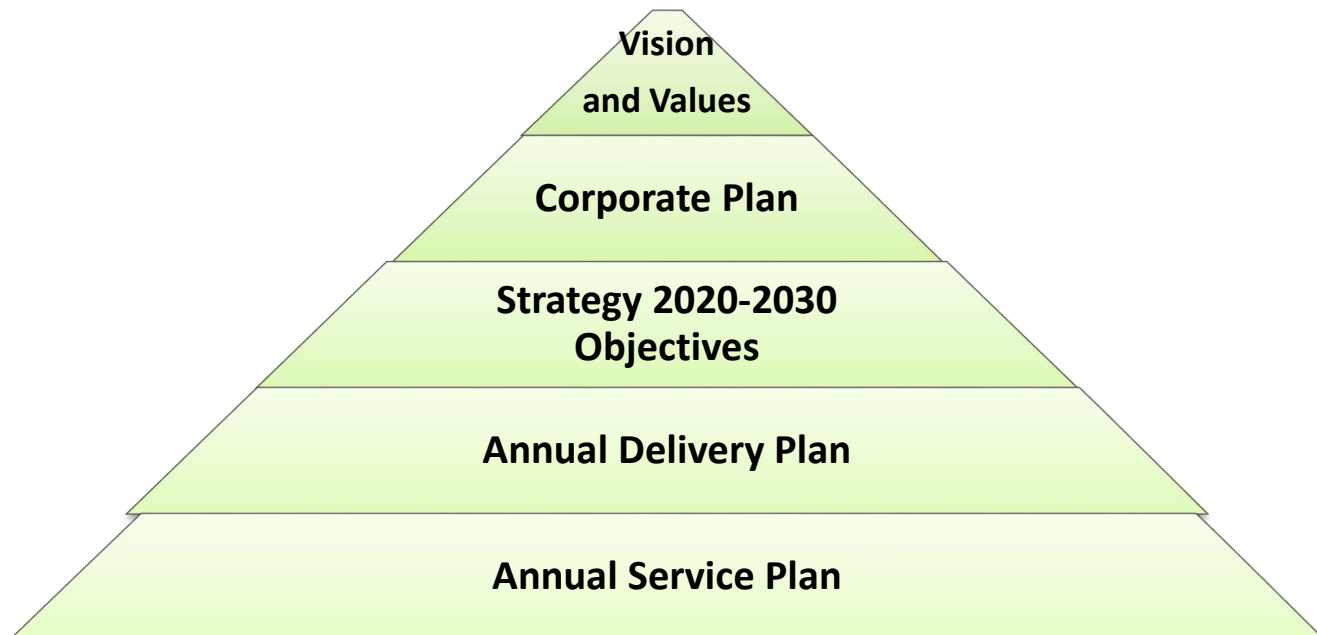 Vision
and Values
Corporate Plan
Strategy 2020-2030
Objectives
Annual Delivery Plan
Annual Service Plan